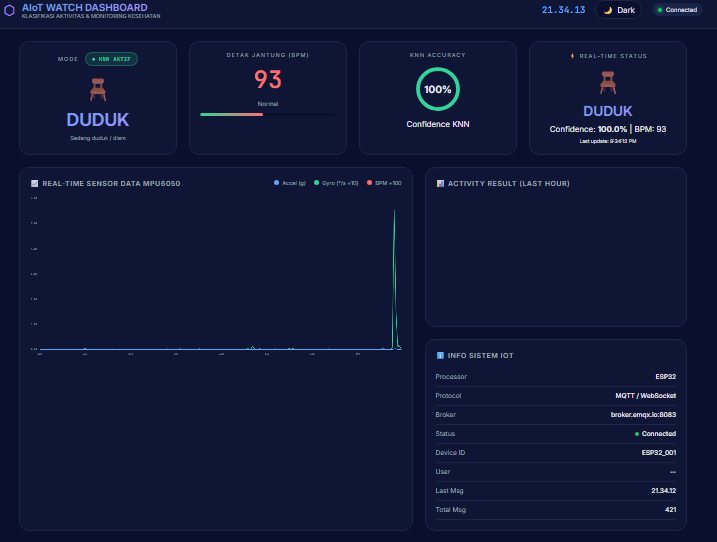 AIoT WATCH DASHBOARD
KLASIFIKASI AKTIVITAS & MONITORING KESEHATAN
21.34.13
Dark
Connected
MODE
KNN AKTIF
DUDUK
Sedang duduk / diam
DETAK JANTUNG (BPM)
93
Normal
KNN ACCURACY
100%
Confidence KNN
REAL-TIME STATUS
DUDUK
Confidence: 100.0% | BPM: 93
Last update: 9:34:12 PM
REAL-TIME SENSOR DATA MPU6050
Accel (g)
Gyro (°/s ÷10)
BPM ÷100
ACTIVITY RESULT (LAST HOUR)
INFO SISTEM IOT
Processor ESP32
Protocol MQTT / WebSocket
Broker broker.emqx.io:8083
Status Connected
Device ID ESP32_001
User --
Last Msg 21.34.12
Total Msg 421